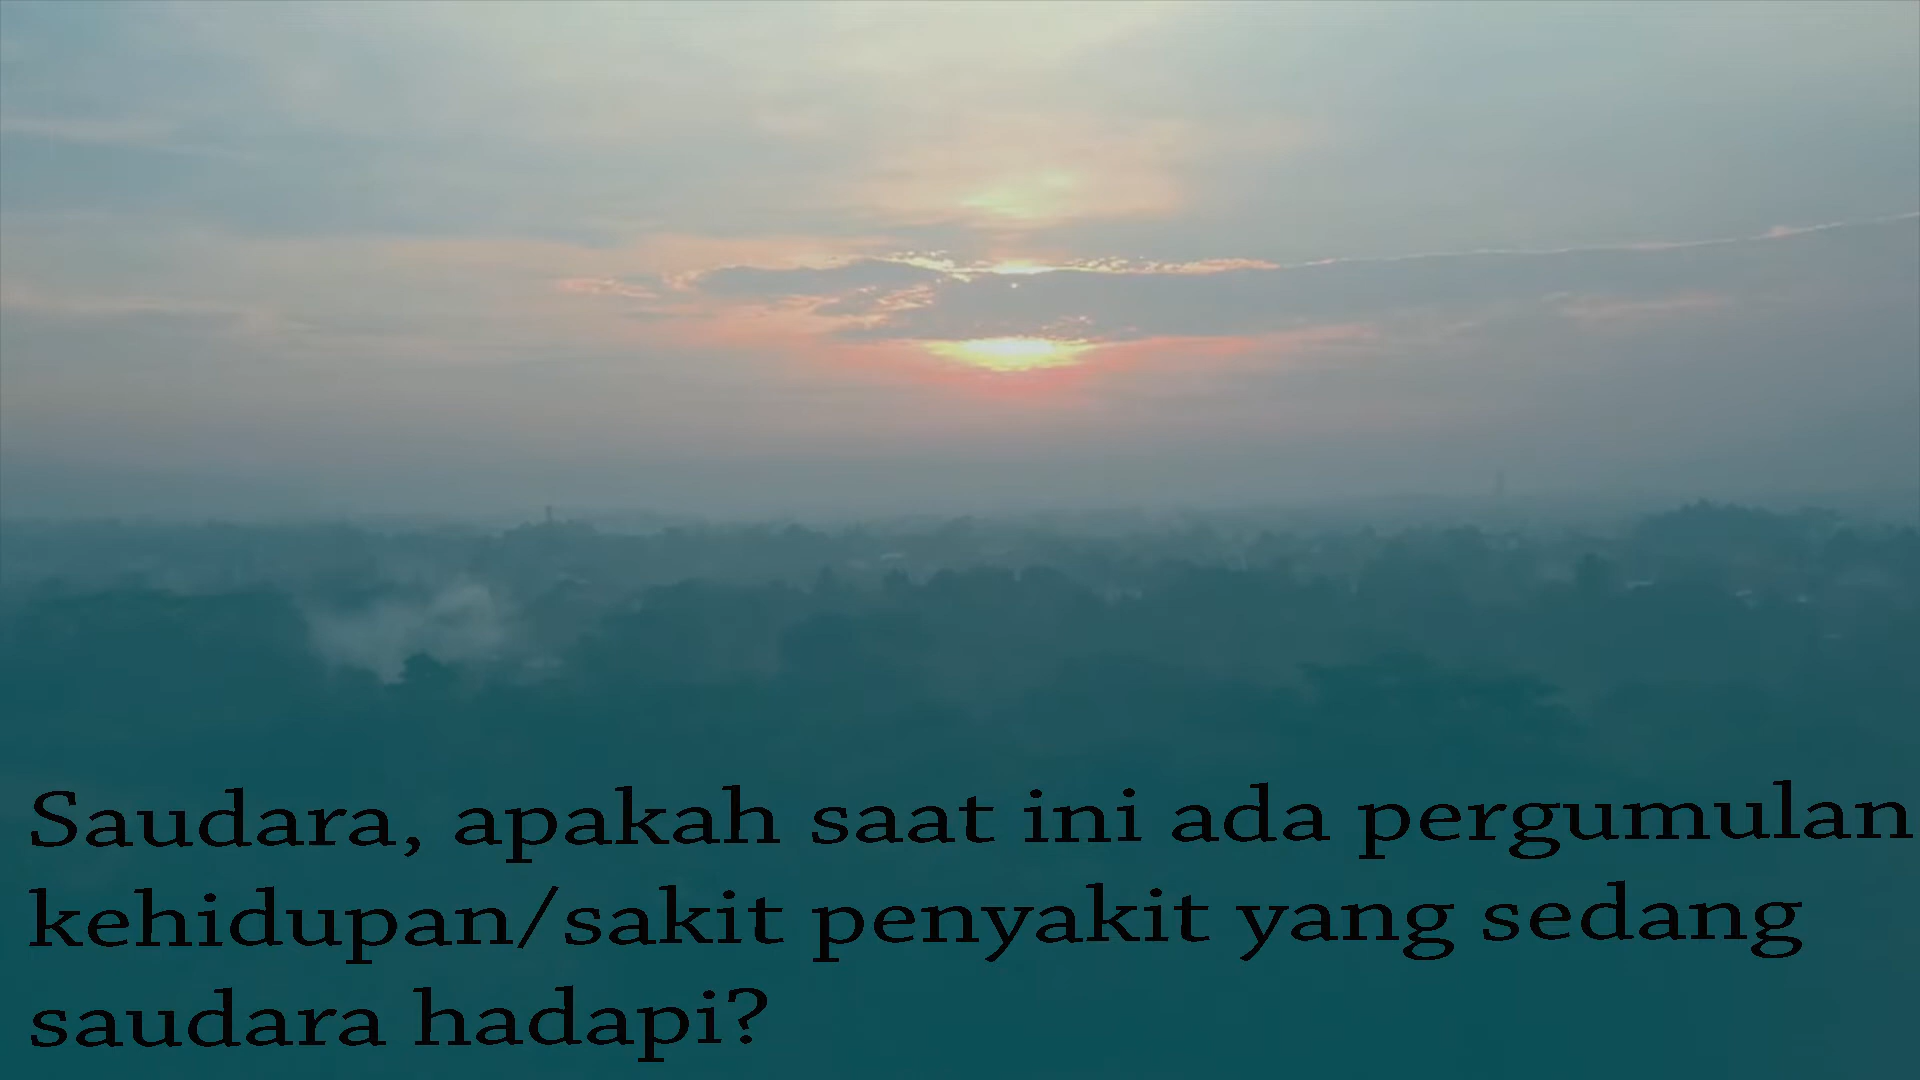 Saudara, apakah saat ini ada pergumulan
kehidupan/sakit penyakit yang sedang
saudara hadapi?